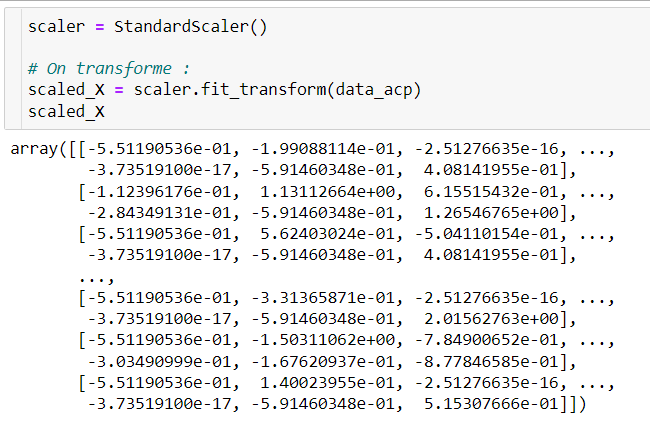 scaler = StandardScaler()
# On transforme :
scaled_X = scaler.fit_transform(data_acp)
scaled_X
array([[-5.51190536e-01, -1.99088114e-01, -2.51276635e-16, ...,
-3.73519100e-17, -5.91460348e-01, 4.08141955e-01],
[-1.12396176e-01, 1.13112664e+00, 6.15515432e-01, ...,
-2.84349131e-01, -5.91460348e-01, 1.26546765e+00],
[-5.51190536e-01, 5.62403024e-01, -5.04110154e-01, ...,
-3.73519100e-17, -5.91460348e-01, 4.08141955e-01],
...,
[-5.51190536e-01, -3.31365871e-01, -2.51276635e-16, ...,
-3.73519100e-17, -5.91460348e-01, 2.01562763e+00],
[-5.51190536e-01, -1.50311062e+00, -7.84900652e-01, ...,
-3.03490999e-01, -1.67620937e-01, -8.77846585e-01],
[-5.51190536e-01, 1.40023955e-01, -2.51276635e-16, ...,
-3.73519100e-17, -5.91460348e-01, 5.15307666e-01]])